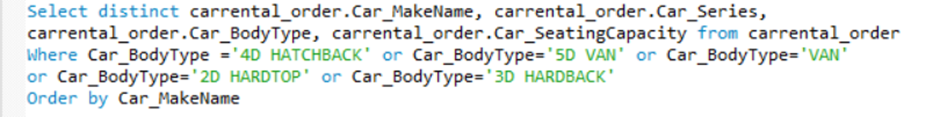 Select distinct carrental_order.Car_MakeName, carrental_order.Car_Series,
carrental_order.Car_BodyType, carrental_order.Car_SeatingCapacity from carrental_order
Where Car_BodyType ='4D HATCHBACK' or Car_BodyType='5D VAN' or Car_BodyType='VAN'
or Car_BodyType='2D HARDTOP' or Car_BodyType='3D HARDBACK'
Order by Car_MakeName